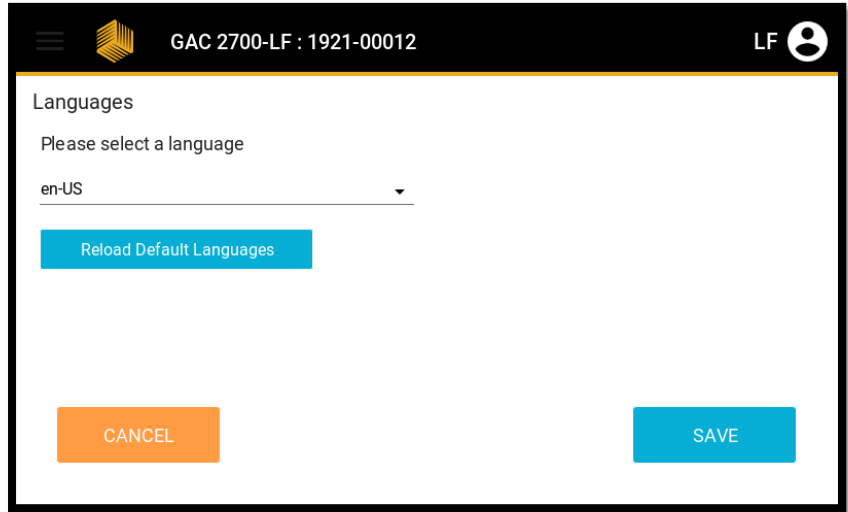 GAC 2700-LF : 1921-00012
LF
Languages
Please select a language
en-US
Reload Default Languages
CANCEL
SAVE